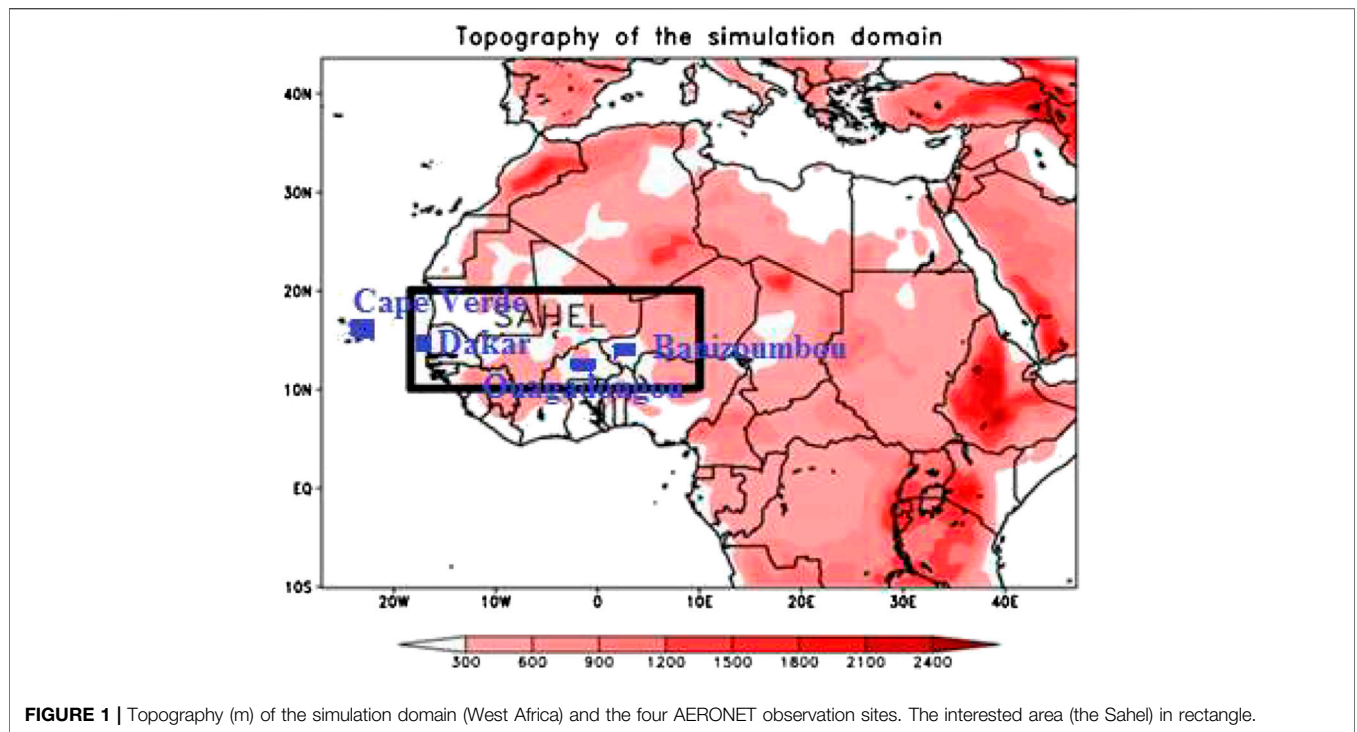 Topography of the simulation domain
40N
30N
20N
10N
EQ
10S
Cape Verde
SAHEL
Dakar
Banizoumbou
Ouagadougou
20W 10W 0 10E 20E 30E 40E
300 600 900 1200 1500 1800 2100 2400
FIGURE 1 | Topography (m) of the simulation domain (West Africa) and the four AERONET observation sites. The interested area (the Sahel) in rectangle.